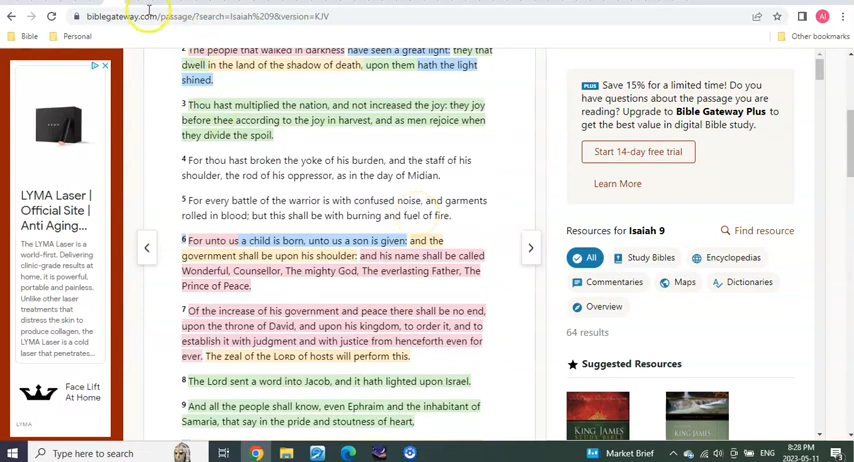 biblegateway.com/passage/?search=Isaiah%209&version=KJV
AI
Bible
Personal
Other bookmarks
LYMA Laser |
Official Site |
Anti Aging...
The LYMA Laser is a
world-first. Delivering
clinic-grade results at
home, it is powerful,
portable and painless.
Unlike other laser
treatments that
distress the skin to
produce collagen, the
LYMA Laser is a cold
laser that penetrates...
Face Lift
At Home
LYMA
2 The people that walked in darkness have seen a great light: they that
dwell in the land of the shadow of death, upon them hath the light
shined.
3 Thou hast multiplied the nation, and not increased the joy: they joy
before thee according to the joy in harvest, and as men rejoice when
they divide the spoil.
4 For thou hast broken the yoke of his burden, and the staff of his
shoulder, the rod of his oppressor, as in the day of Midian.
5 For every battle of the warrior is with confused noise, and garments
rolled in blood; but this shall be with burning and fuel of fire.
6 For unto us a child is born, unto us a son is given: and the
government shall be upon his shoulder: and his name shall be called
Wonderful, Counsellor, The mighty God, The everlasting Father, The
Prince of Peace.
7 Of the increase of his government and peace there shall be no end,
upon the throne of David, and upon his kingdom, to order it, and to
establish it with judgment and with justice from henceforth even for
ever. The zeal of the LORD of hosts will perform this.
8 The Lord sent a word into Jacob, and it hath lighted upon Israel.
9 And all the people shall know, even Ephraim and the inhabitant of
Samaria, that say in the pride and stoutness of heart,
PLUS Save 15% for a limited time! Do you
have questions about the passage you are
reading? Upgrade to Bible Gateway Plus to
get the best value in digital Bible study.
Start 14-day free trial
Learn More
Resources for Isaiah 9
Find resource
All
Study Bibles
Encyclopedias
Commentaries
Maps
Dictionaries
Overview
64 results
Suggested Resources
KING JAMES
KING JAMES
Type here to search
Market Brief
ENG
8:28 PM
2023-05-11